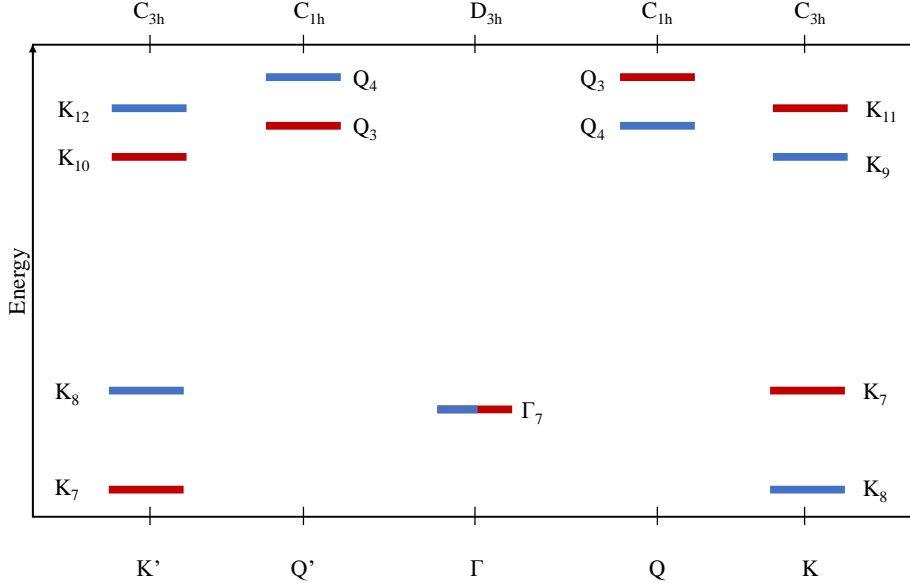 C3h C1h D3h C1h C3h
Q4 Q3
K12 K11
Q3 Q4
K10 K9
Energy
K8 K7
Γ7
K7 K8
K’ Q’ Γ Q K